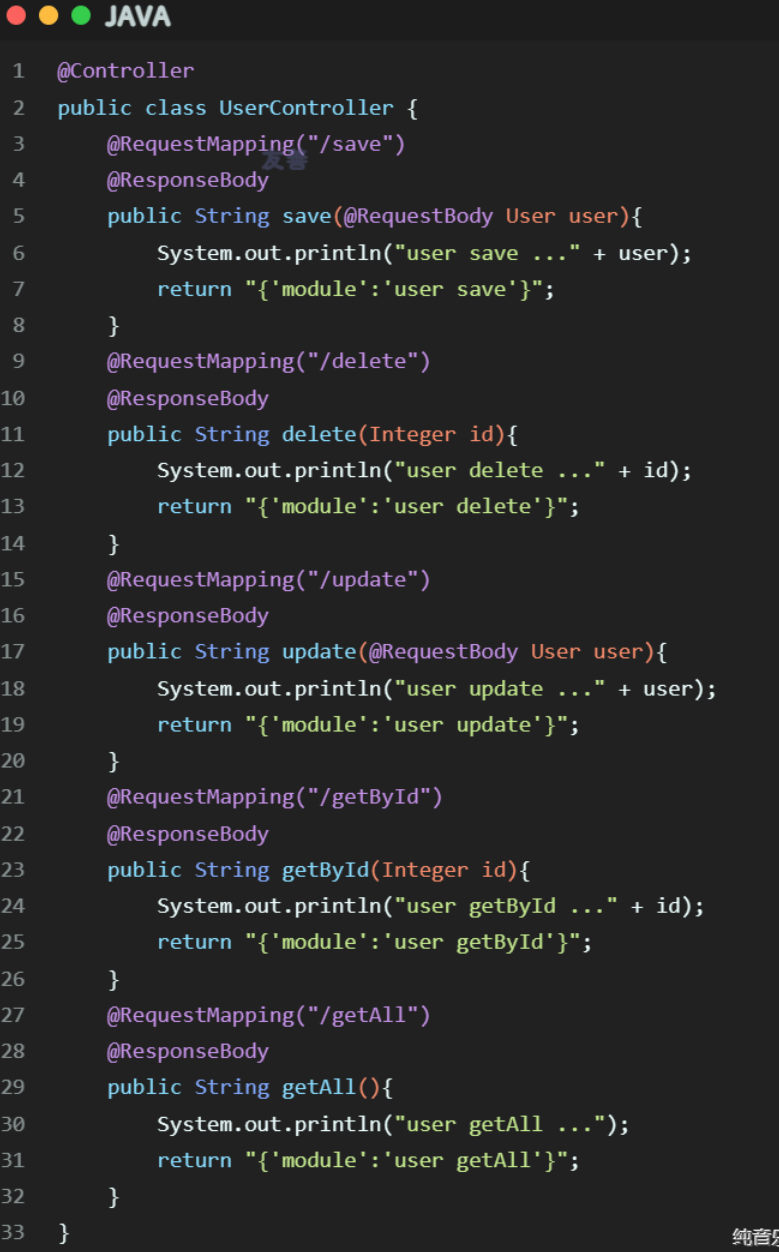 JAVA
1 @Controller
2 public class UserController {
3     @RequestMapping("/save")
友善
4     @ResponseBody
5     public String save(@RequestBody User user){
6         System.out.println("user save ..." + user);
7         return "{'module':'user save'}";
8     }
9     @RequestMapping("/delete")
10     @ResponseBody
11     public String delete(Integer id){
12         System.out.println("user delete ..." + id);
13         return "{'module':'user delete'}";
14     }
15     @RequestMapping("/update")
16     @ResponseBody
17     public String update(@RequestBody User user){
18         System.out.println("user update ..." + user);
19         return "{'module':'user update'}";
20     }
21     @RequestMapping("/getById")
22     @ResponseBody
23     public String getById(Integer id){
24         System.out.println("user getById ..." + id);
25         return "{'module':'user getById'}";
26     }
27     @RequestMapping("/getAll")
28     @ResponseBody
29     public String getAll(){
30         System.out.println("user getAll ...");
31         return "{'module':'user getAll'}";
32     }
33 }
纯音